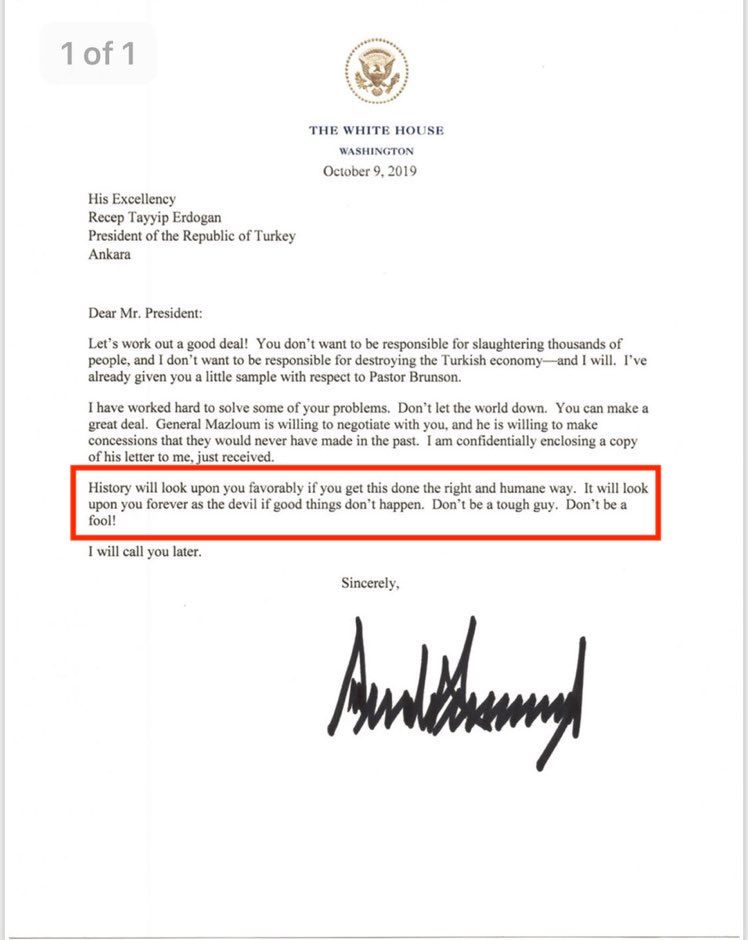 1 of 1
THE WHITE HOUSE
WASHINGTON
October 9, 2019
His Excellency
Recep Tayyip Erdogan
President of the Republic of Turkey
Ankara
Dear Mr. President:
Let's work out a good deal!  You don't want to be responsible for slaughtering thousands of
people, and I don't want to be responsible for destroying the Turkish economy—and I will.  I've
already given you a little sample with respect to Pastor Brunson.
I have worked hard to solve some of your problems.  Don't let the world down.  You can make a
great deal.  General Mazloum is willing to negotiate with you, and he is willing to make
concessions that they would never have made in the past.  I am confidentially enclosing a copy
of his letter to me, just received.
History will look upon you favorably if you get this done the right and humane way.  It will look
upon you forever as the devil if good things don't happen.  Don't be a tough guy.  Don't be a
fool!
I will call you later.
Sincerely,